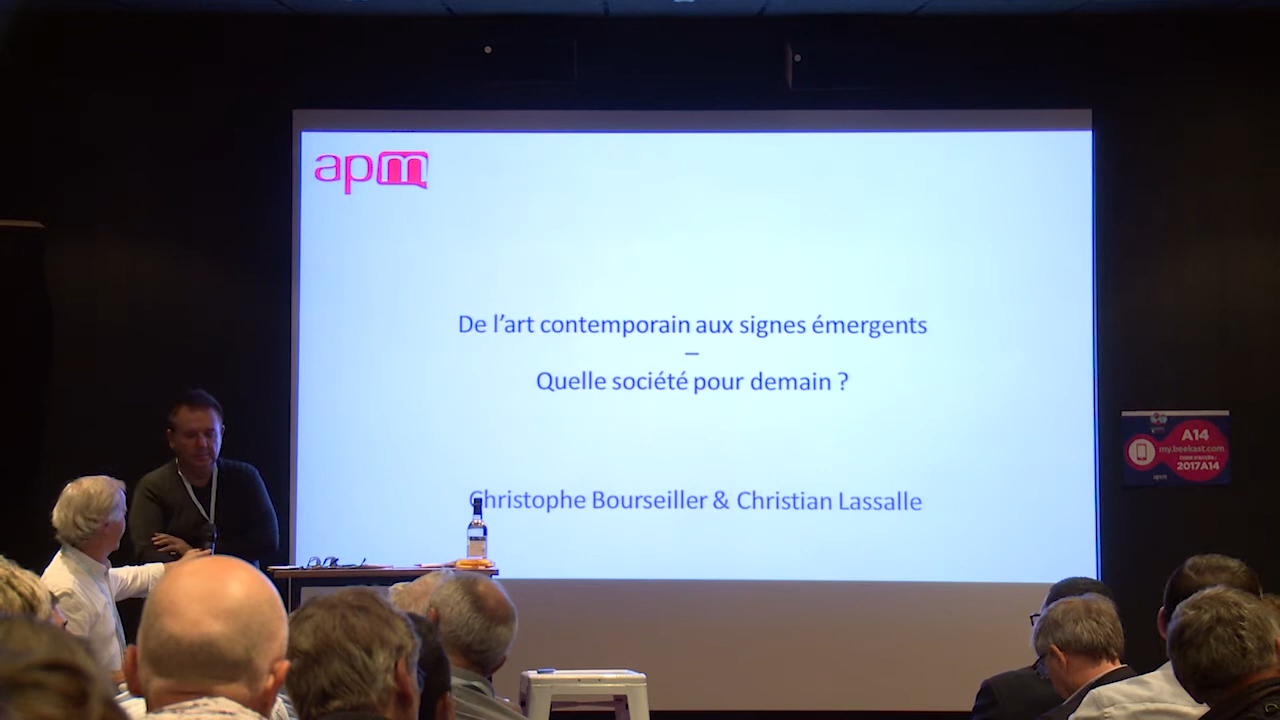 apm
De l'art contemporain aux signes émergents
–
Quelle société pour demain ?
Christophe Bourseiller & Christian Lassalle
A14
my.beekast.com
2017A14
apm